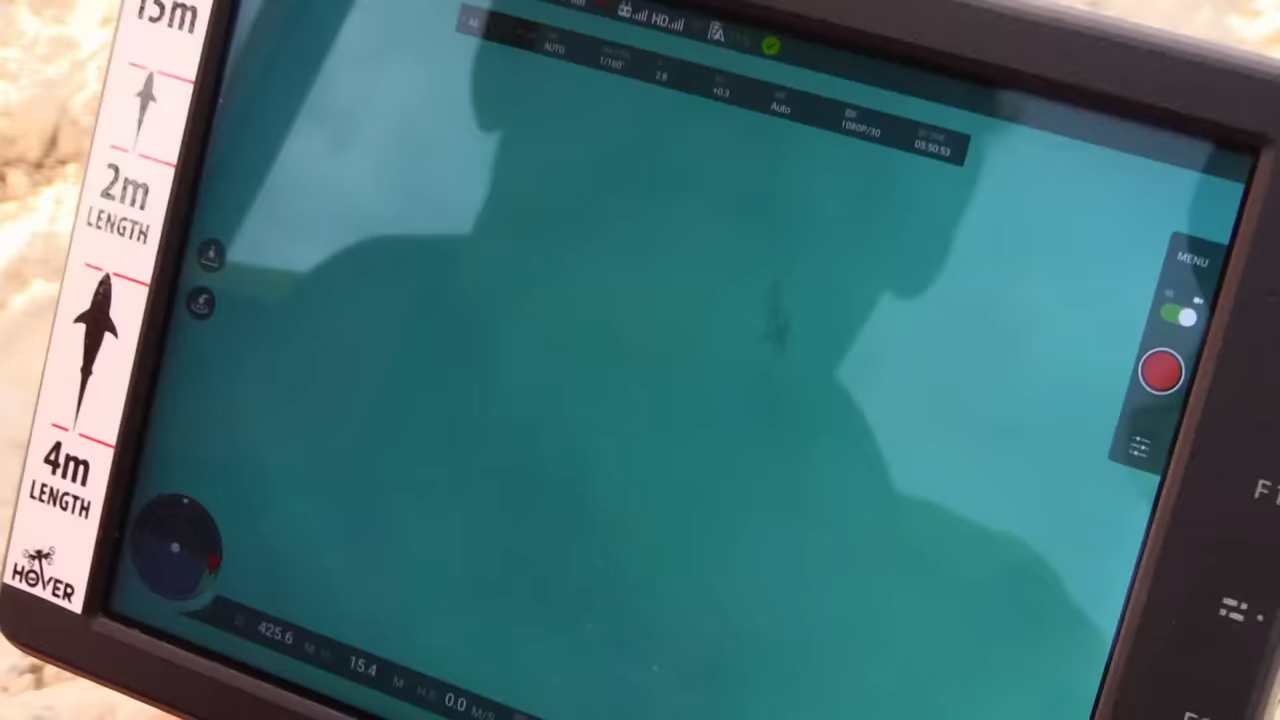 15m
2m
LENGTH
4m
LENGTH
HOVER
HD
AE
AUTO
1/100
2.8
+0.3
Auto
1080P/30
05:50:53
MENU
425.6 M
15.4 M
H.S 0.0 M/S